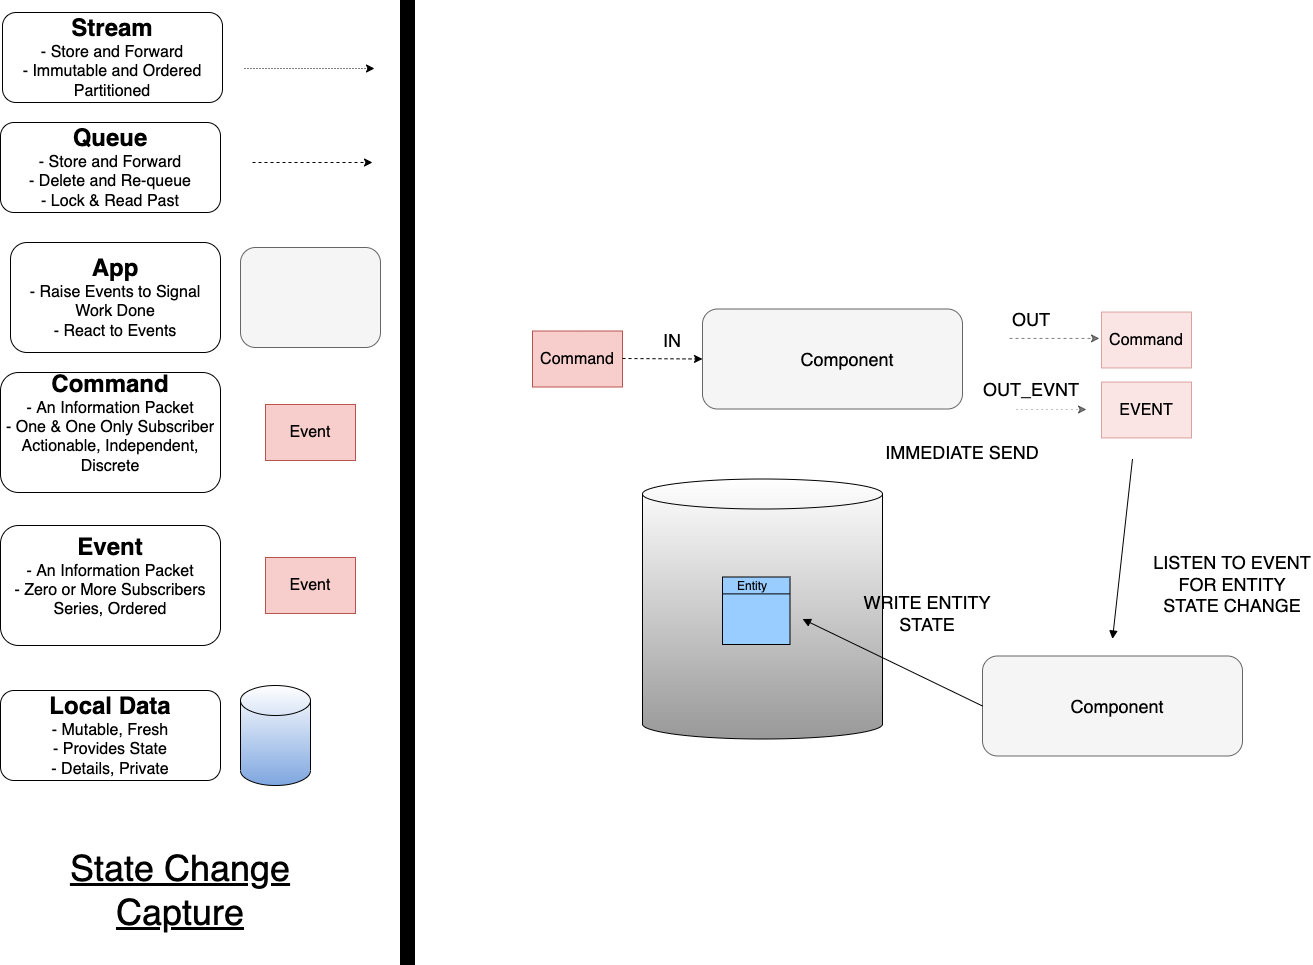 Stream
- Store and Forward
- Immutable and Ordered
Partitioned
Queue
- Store and Forward
- Delete and Re-queue
- Lock & Read Past
App
- Raise Events to Signal
Work Done
- React to Events
Command
- An Information Packet
- One & One Only Subscriber
Actionable, Independent,
Discrete
Event
Event
- An Information Packet
- Zero or More Subscribers
Series, Ordered
Event
Local Data
- Mutable, Fresh
- Provides State
- Details, Private
State Change
Capture
Command
IN
Component
OUT
Command
OUT_EVNT
EVENT
IMMEDIATE SEND
Entity
WRITE ENTITY
STATE
LISTEN TO EVENT
FOR ENTITY
STATE CHANGE
Component